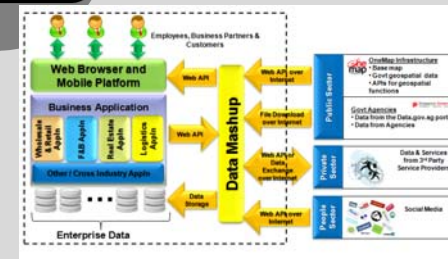 Employees, Business Partners &
Customers
Web Browser and
Mobile Platform
Business Application
Wholesale
& Retail
Appln
F&B Appln
Real Estate
Appln
Logistics
Appln
Other / Cross Industry Appln
Enterprise Data
Web API
Web API
Data
Storage
Data Mashup
Web API over
Internet
File Download
over Internet
Web API or
Data
Exchange
over Internet
Web API over
Internet
Public Sector
OneMap Infrastructure
• Base map
• Govt geospatial data
• APIs for geospatial
functions
Govt Agencies
• Data from the Data.gov.sg portal
• Data from Agencies
Private
Sector
Data & Services
from 3rd Party
Service Providers
People
Sector
Social Media